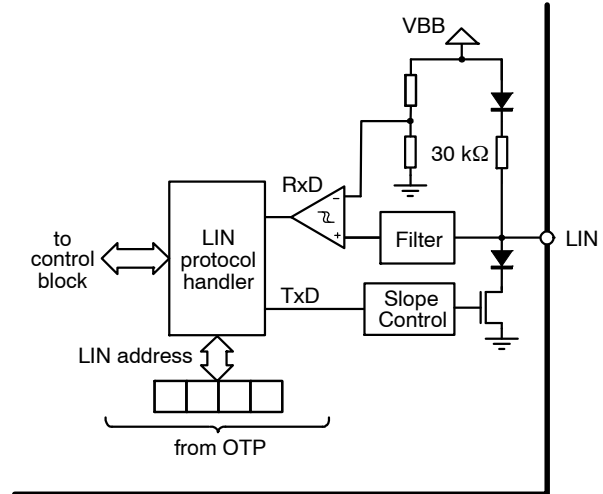 VBB
30 kΩ
RxD
−
+
to
control
block
LIN
protocol
handler
Filter
LIN
TxD
Slope
Control
LIN address
from OTP